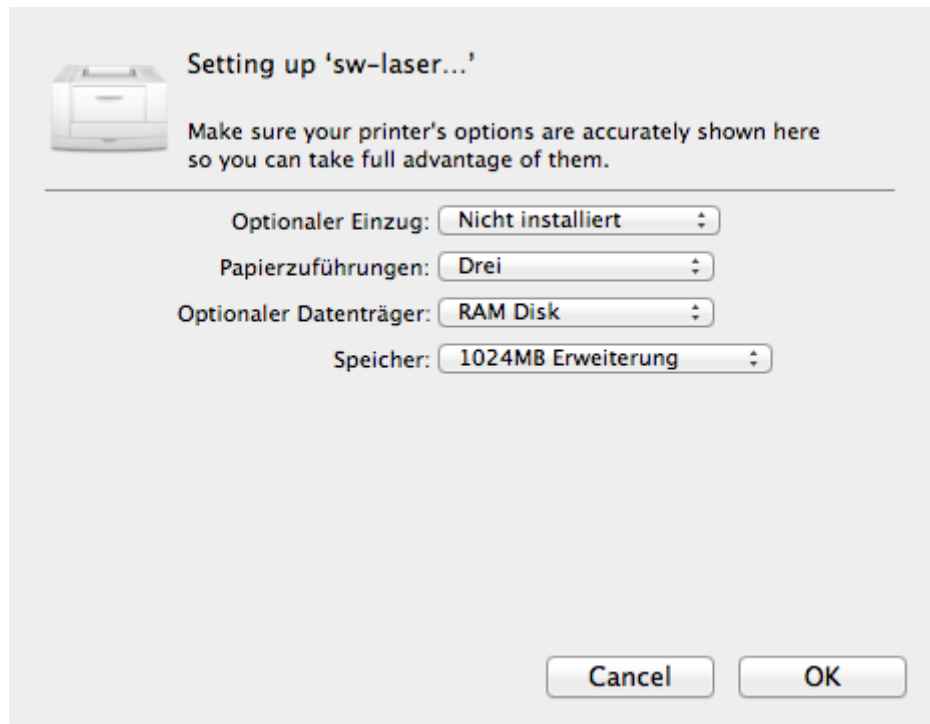 Setting up ‘sw-laser...’
Make sure your printer's options are accurately shown here
so you can take full advantage of them.
Optionaler Einzug: Nicht installiert
Papierzuführungen: Drei
Optionaler Datenträger: RAM Disk
Speicher: 1024MB Erweiterung
Cancel OK